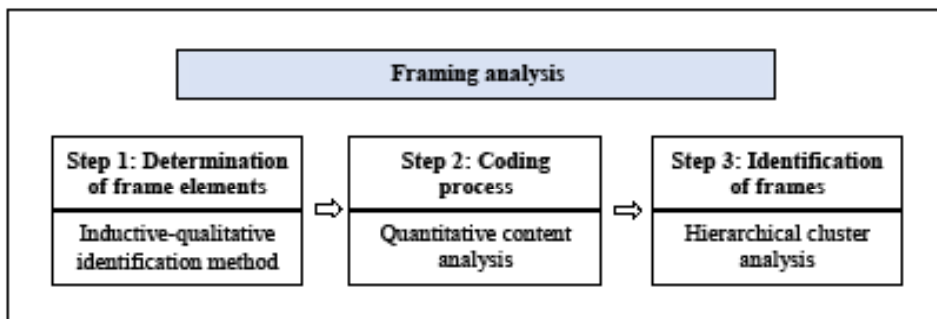 Framing analysis
Step 1: Determination
of frame elements
Inductive-qualitative
identification method
Step 2: Coding
process
Quantitative content
analysis
Step 3: Identification
of frames
Hierarchical cluster
analysis